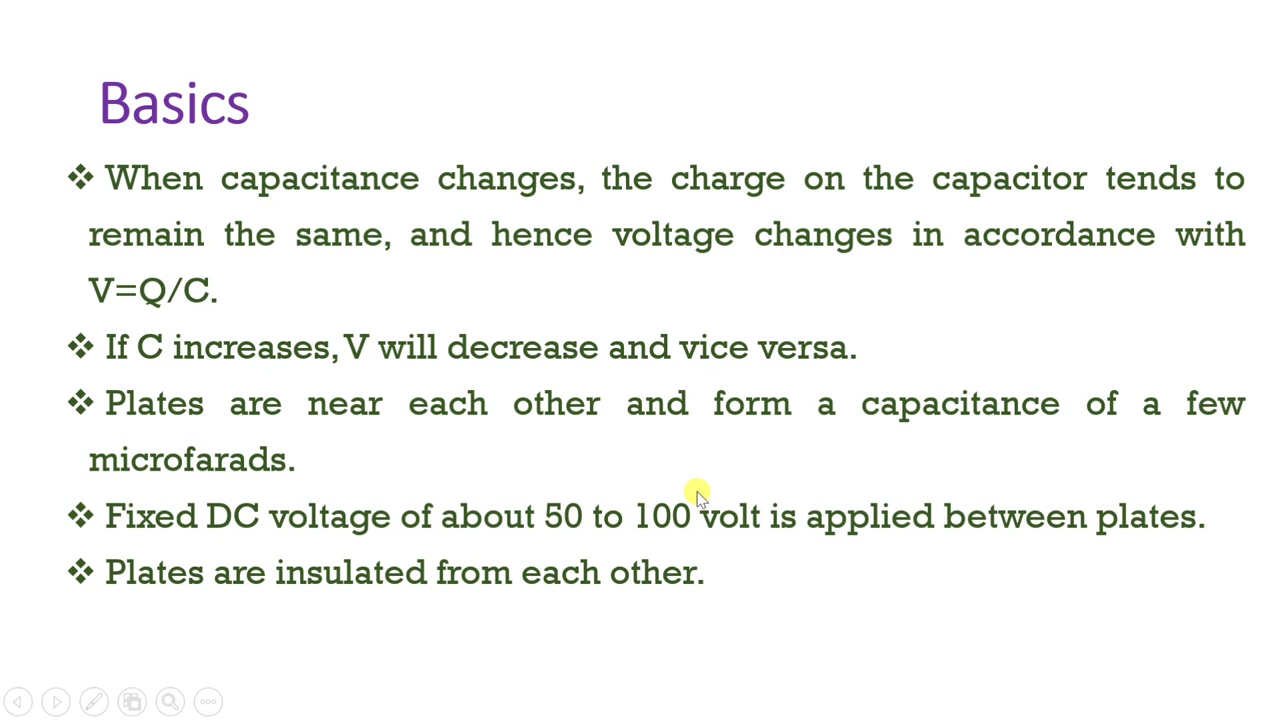 Basics
❖ When capacitance changes, the charge on the capacitor tends to
remain the same, and hence voltage changes in accordance with
V=Q/C.
❖ If C increases, V will decrease and vice versa.
❖ Plates are near each other and form a capacitance of a few
microfarads.
❖ Fixed DC voltage of about 50 to 100 volt is applied between plates.
❖ Plates are insulated from each other.